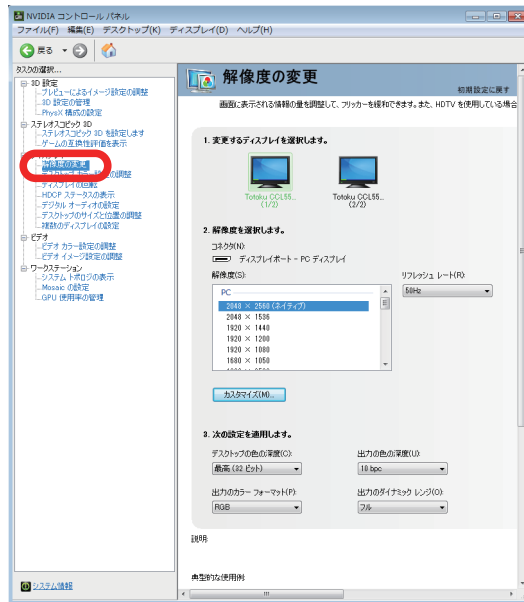 NVIDIA コントロール パネル
ファイル(F) 編集(E) デスクトップ(K) ディスプレイ(D) ヘルプ(H)
戻る
タスクの選択...
3D 設定
プレビューによるイメージ設定の調整
3D 設定の管理
PhysX 構成の設定
ステレオスコピック 3D
ステレオスコピック 3D を設定します
ゲームの互換性評価を表示
解像度の変更
ディスプレイの回転
HDCP ステータスの表示
デジタル オーディオの設定
デスクトップのサイズと位置の調整
複数のディスプレイの設定
ビデオ
ビデオ カラー設定の調整
ビデオ イメージ設定の調整
ワークステーション
システム トポロジの表示
Mosaic の設定
GPU 使用率の管理
システム情報
解像度の変更
初期設定に戻す
画面に表示される情報の量を調整して、フリッカーを緩和できます。また、HDTV を使用している場合
1. 変更するディスプレイを選択します。
Totoku CCL55... (1/2)
Totoku CCL55... (2/2)
2. 解像度を選択します。
コネクタ(N):
ディスプレイポート - PC ディスプレイ
解像度(S):
リフレッシュ レート(R):
PC
50Hz
2048 × 2560 (ネイティブ)
2048 × 1536
1920 × 1440
1920 × 1200
1920 × 1080
1680 × 1050
カスタマイズ(M)...
3. 次の設定を適用します。
デスクトップの色の深度(C):
出力の色の深度(U):
最高 (32 ビット)
10 bpc
出力のカラー フォーマット(P):
出力のダイナミック レンジ(O):
RGB
フル
説明:
典型的な使用例: